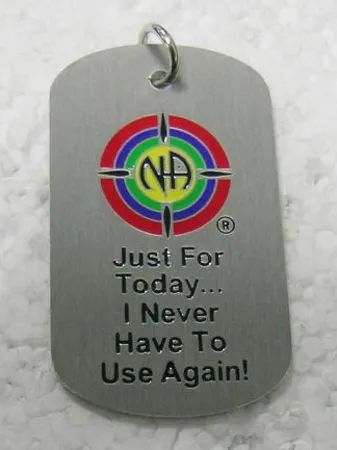 NA
®
Just For
Today...
I Never
Have To
Use Again!